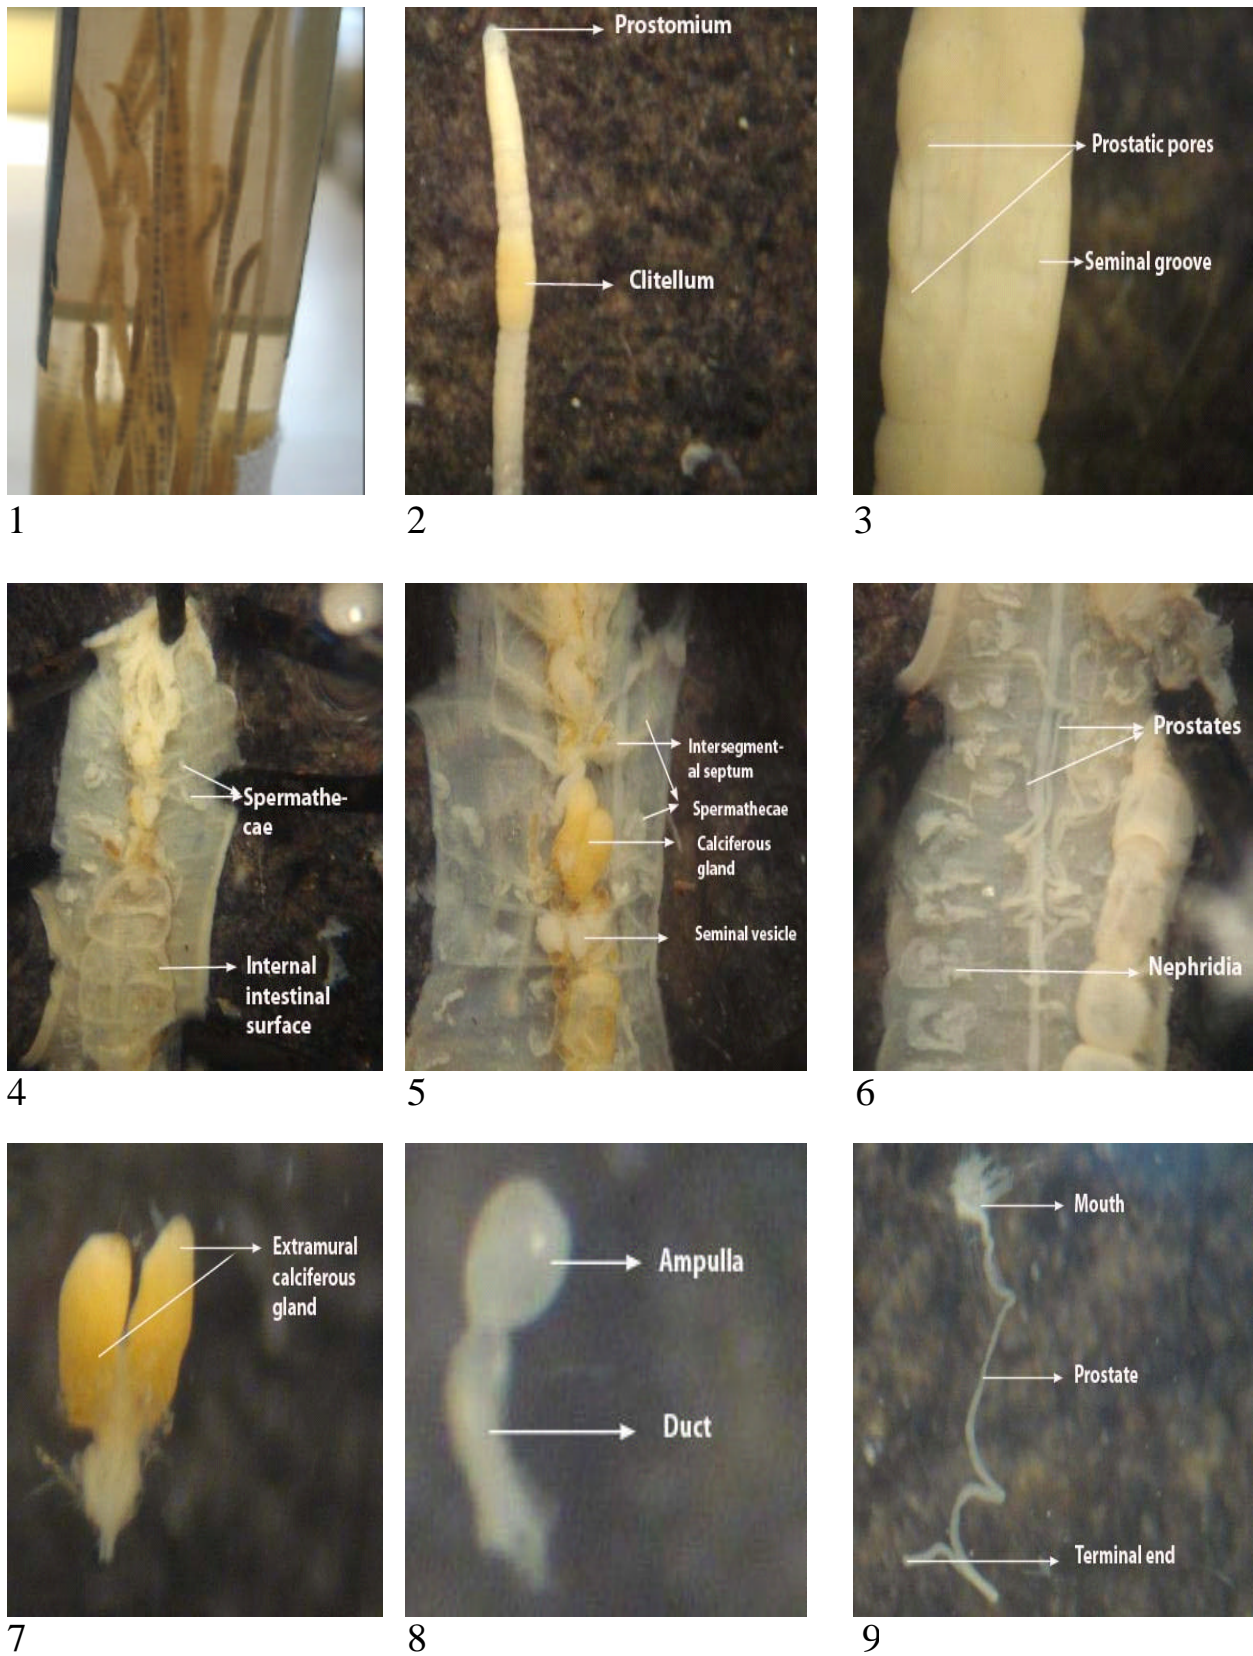 Prostomium
Clitellum
Prostatic pores
Seminal groove
1
2
3
Spermathe-
cae
Internal
intestinal
surface
Intersegment-
al septum
Spermathecae
Calciferous
gland
Seminal vesicle
Prostates
Nephridia
4
5
6
Extramural
calciferous
gland
Ampulla
Duct
Mouth
Prostate
Terminal end
7
8
9